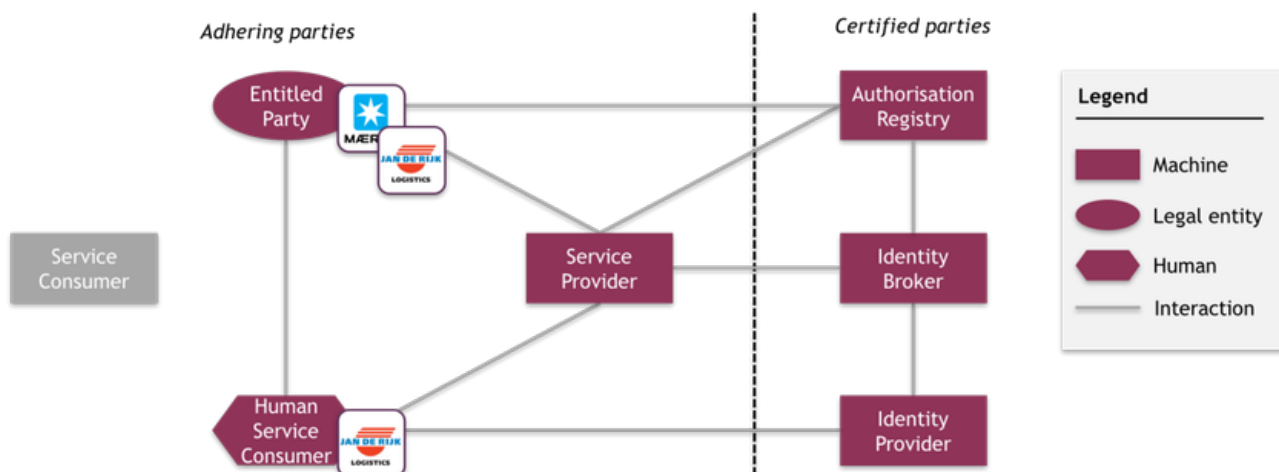 Adhering parties
Certified parties
Entitled
Party
MÆR
JAN DE RIJK
LOGISTICS
Authorisation
Registry
Legend
Machine
Legal entity
Human
Interaction
Service
Consumer
Service
Provider
Identity
Broker
Human
Service
Consumer
JAN DE RIJK
LOGISTICS
Identity
Provider